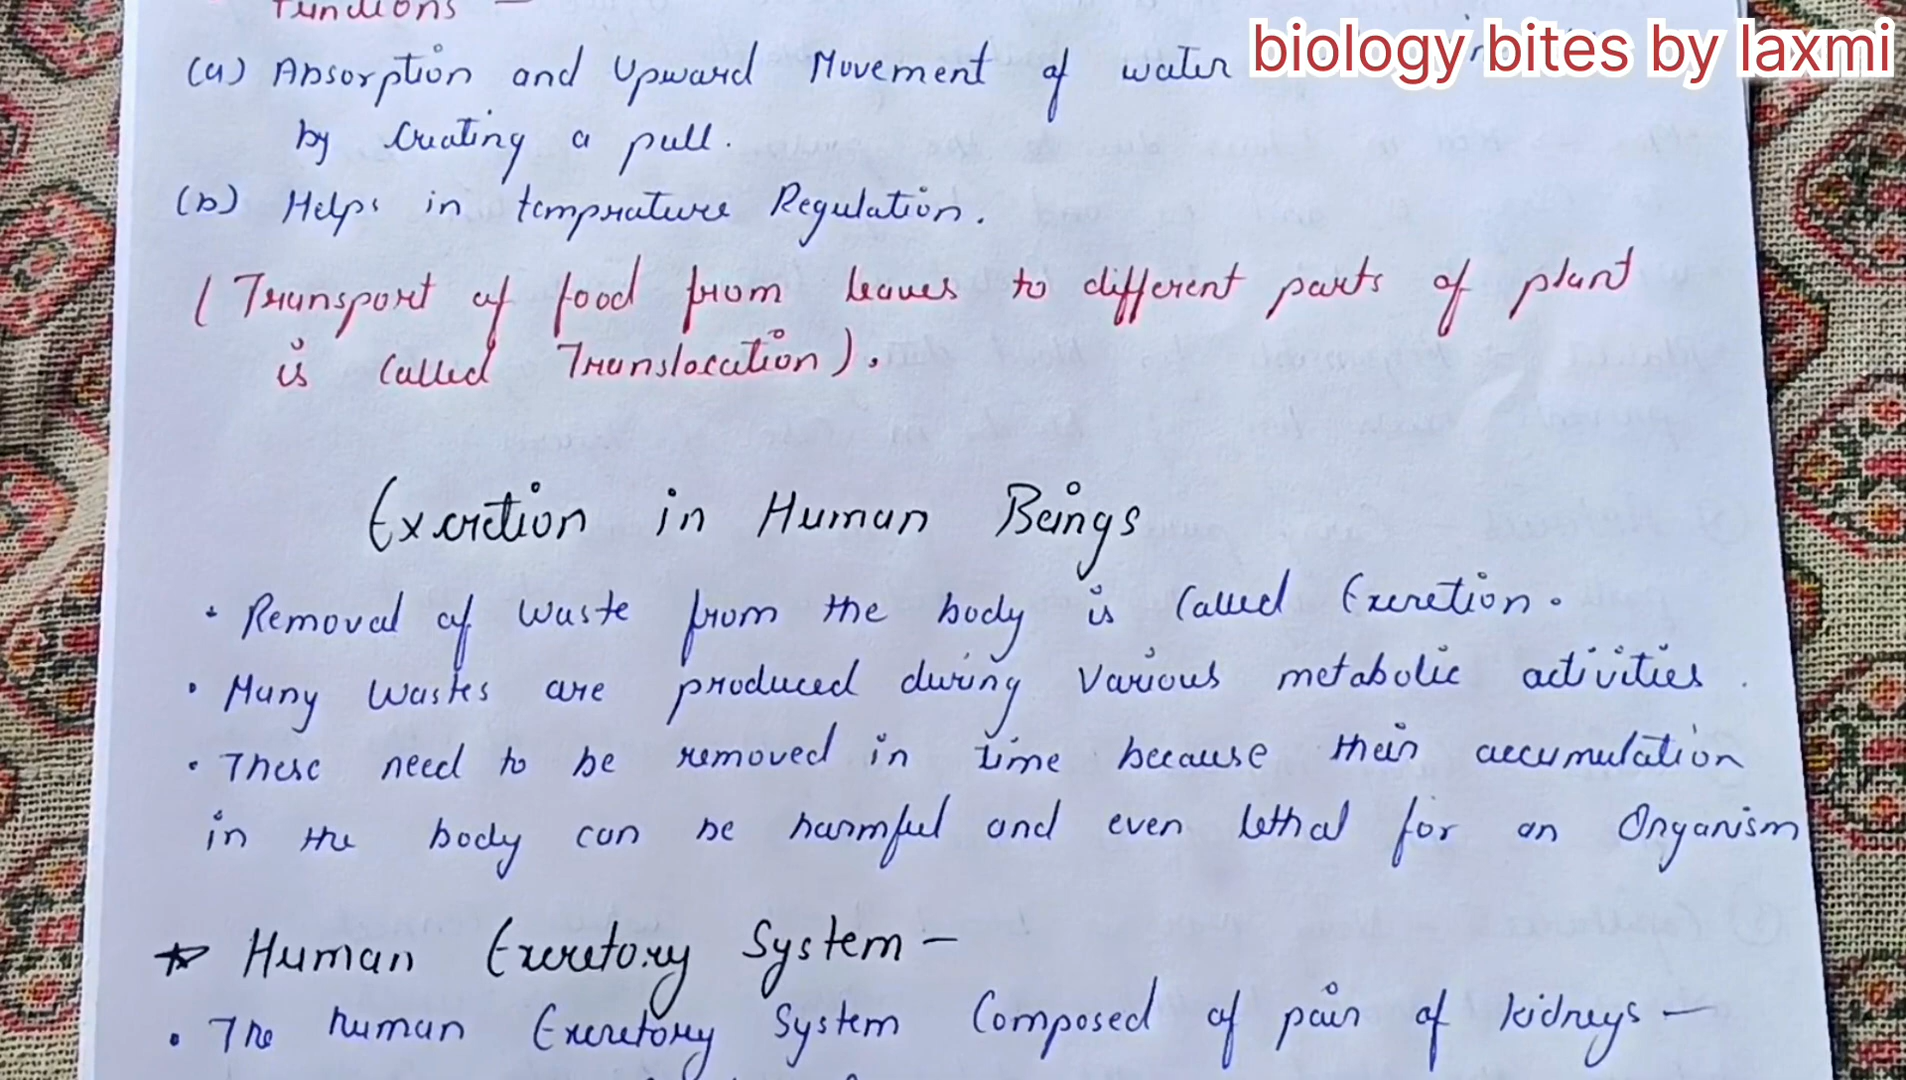 Functions -
(a) Absorption and Upward Movement of water
biology bites by laxmi
by Creating a pull.
(b) Helps in temprature Regulation.
( Transport of food from leaves to different parts of plant
is Called Translocation).
Excretion in Human Beings
• Removal of waste from the body is Called Excretion.
• Many wastes are produced during Various metabolic activities.
• These need to be removed in time because their accumulation
in the body can be harmful and even lethal for an Organism
★ Human Excretory System -
• The human Excretory System Composed of pair of kidneys -